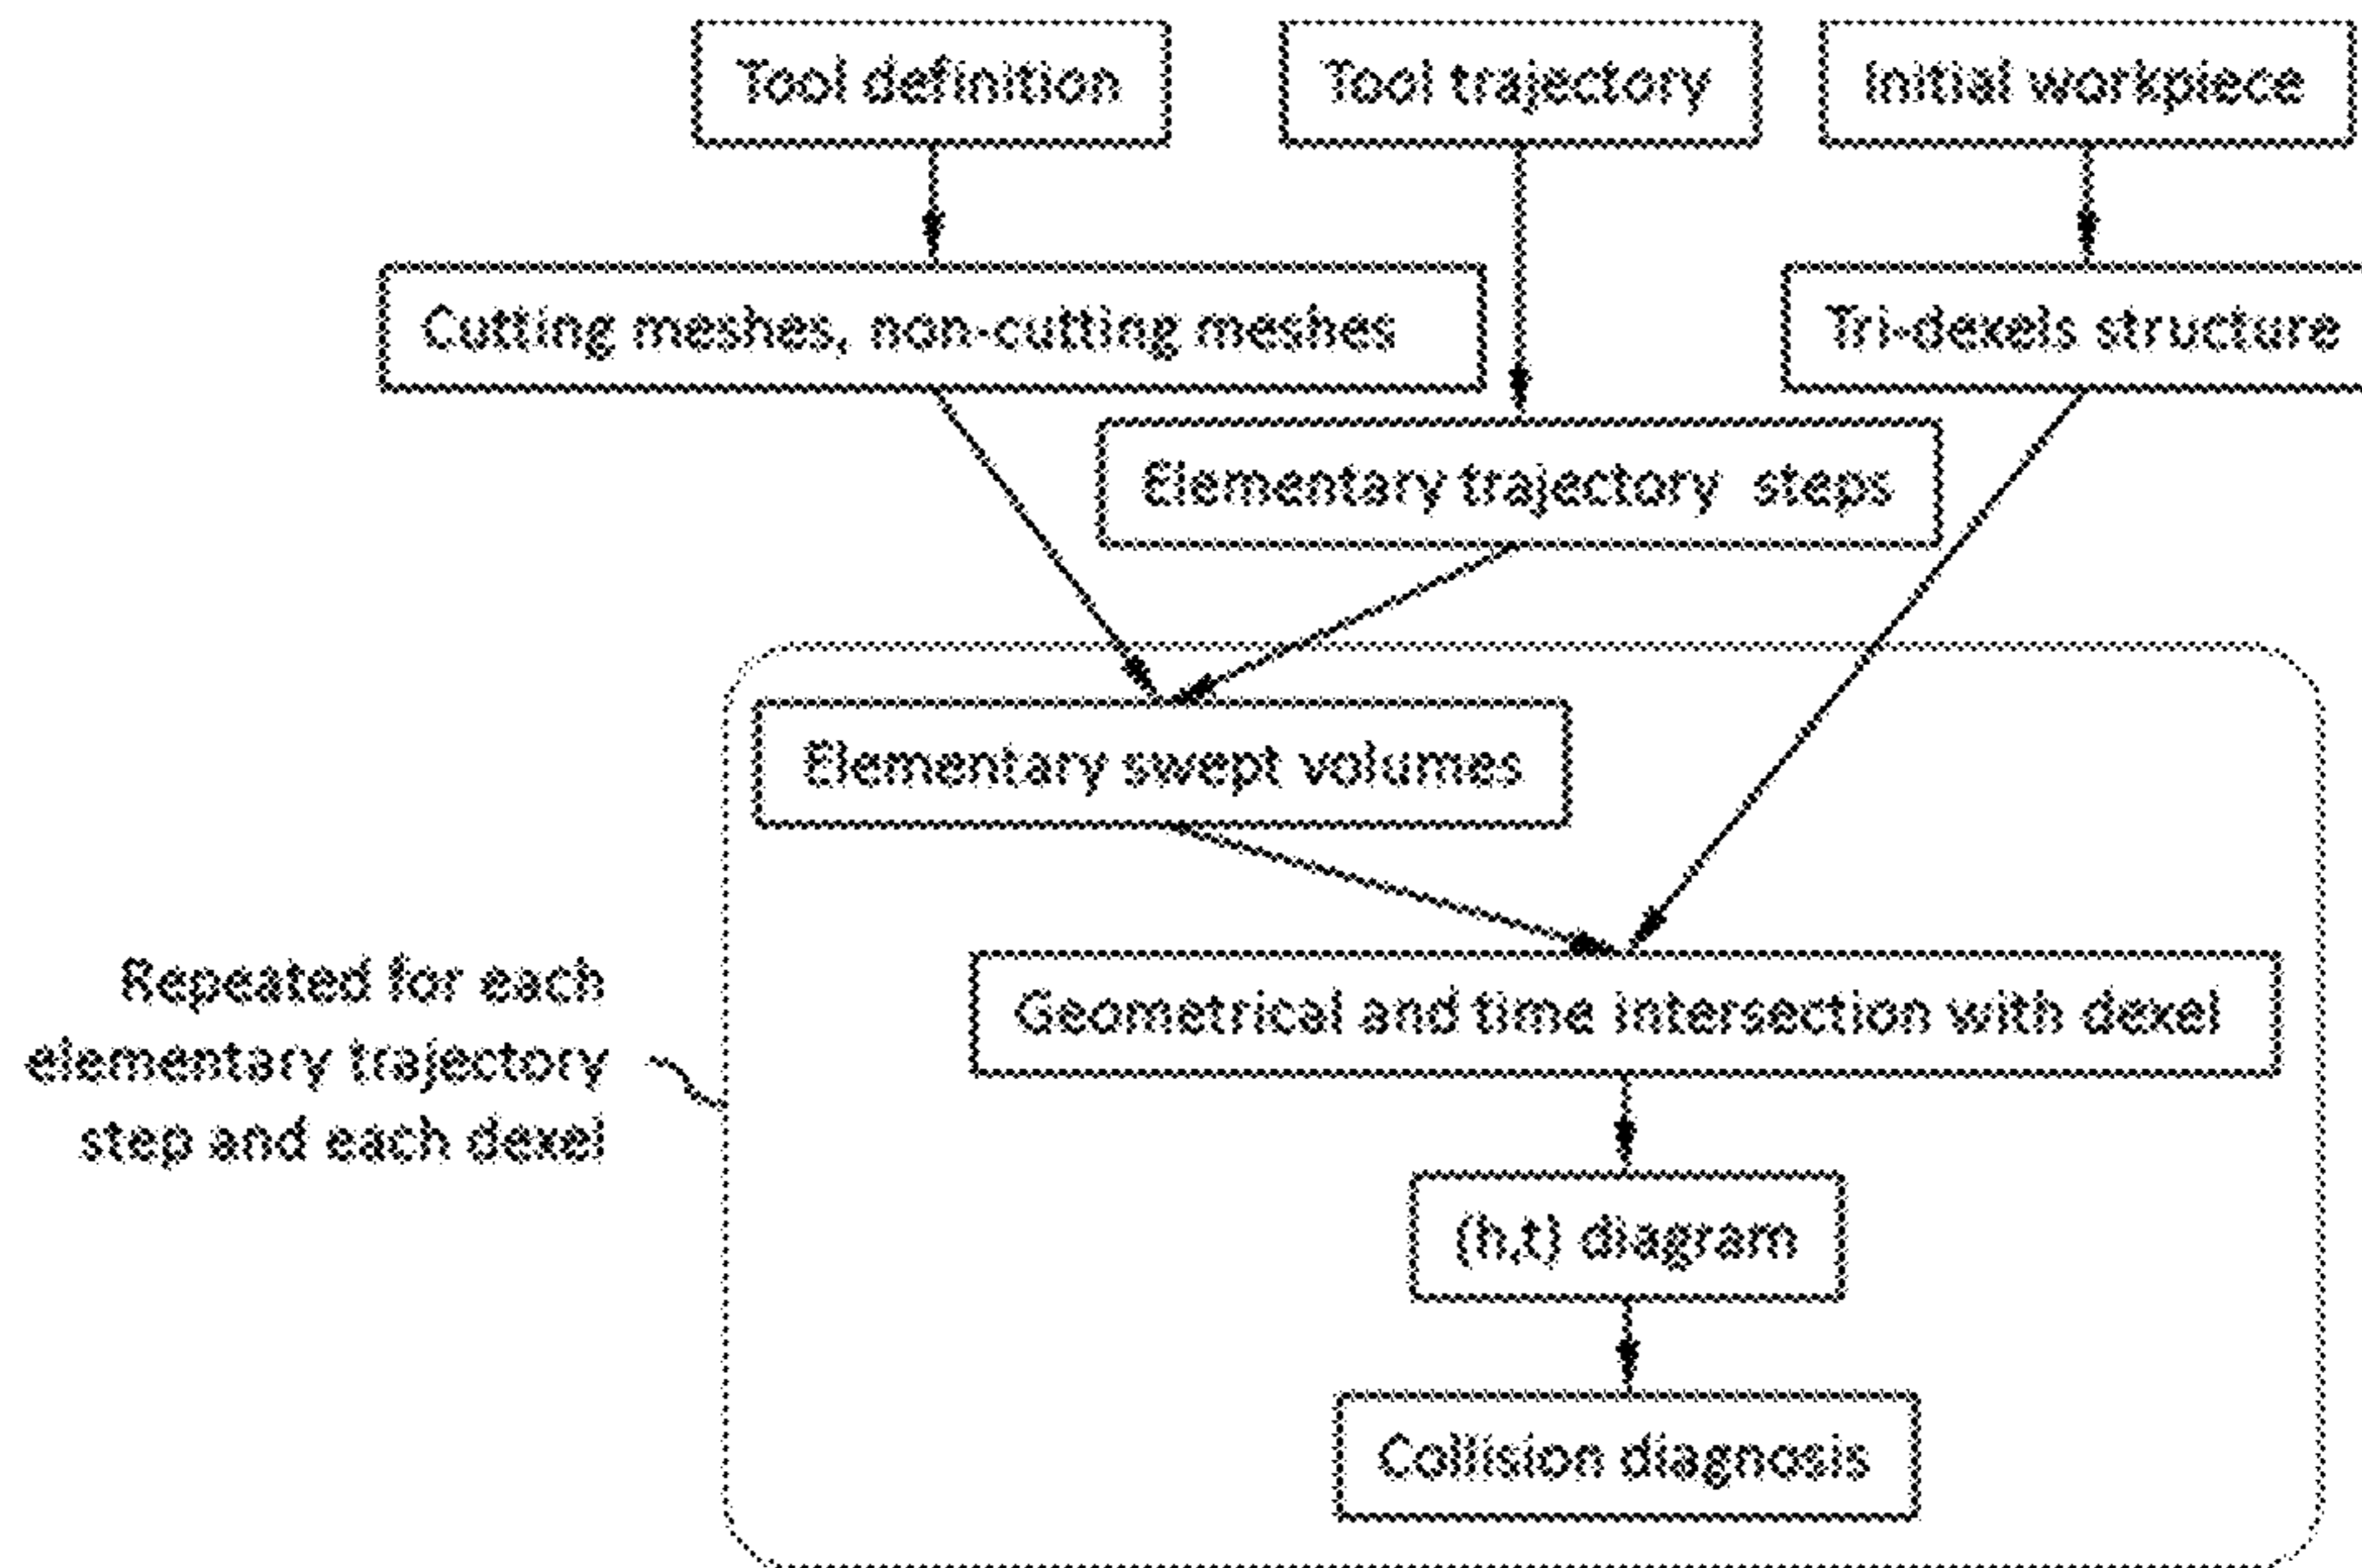 Tool definition
Tool trajectory
Initial workpiece
Cutting meshes, non-cutting meshes
Tri-dexels structure
Elementary trajectory steps
Elementary swept volumes
Repeated for each
elementary trajectory
step and each dexel
Geometrical and time intersection with dexel
(h,t) diagram
Collision diagnosis